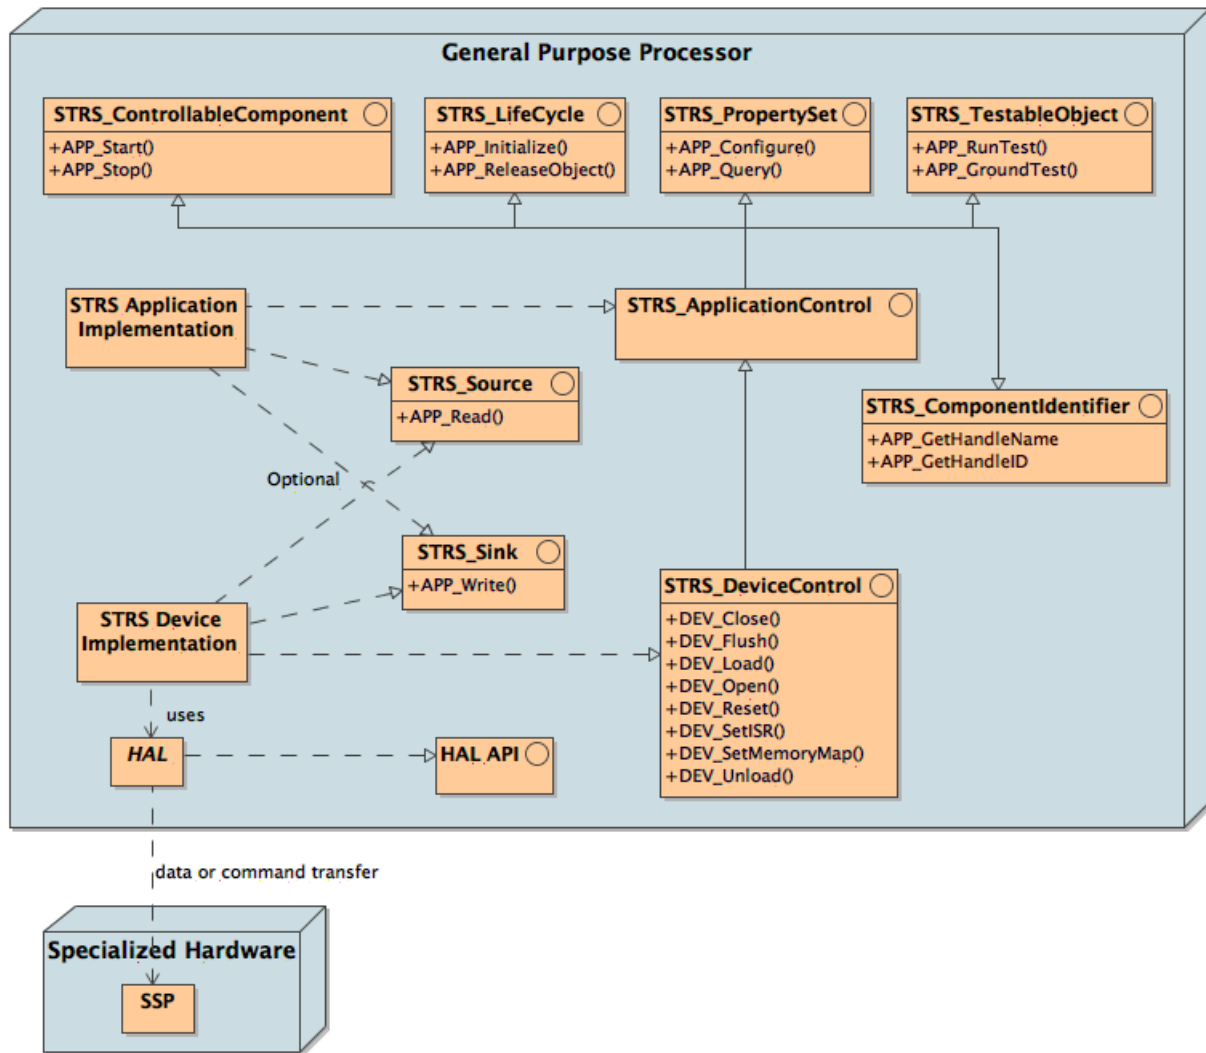 General Purpose Processor
STRS_ControllableComponent
+APP_Start()
+APP_Stop()
STRS_LifeCycle
+APP_Initialize()
+APP_ReleaseObject()
STRS_PropertySet
+APP_Configure()
+APP_Query()
STRS_TestableObject
+APP_RunTest()
+APP_GroundTest()
STRS Application
Implementation
STRS_ApplicationControl
STRS_Source
+APP_Read()
STRS_ComponentIdentifier
+APP_GetHandleName
+APP_GetHandleID
Optional
STRS_Sink
+APP_Write()
STRS Device
Implementation
STRS_DeviceControl
+DEV_Close()
+DEV_Flush()
+DEV_Load()
+DEV_Open()
+DEV_Reset()
+DEV_SetISR()
+DEV_SetMemoryMap()
+DEV_Unload()
uses
HAL
HAL API
data or command transfer
Specialized Hardware
SSP